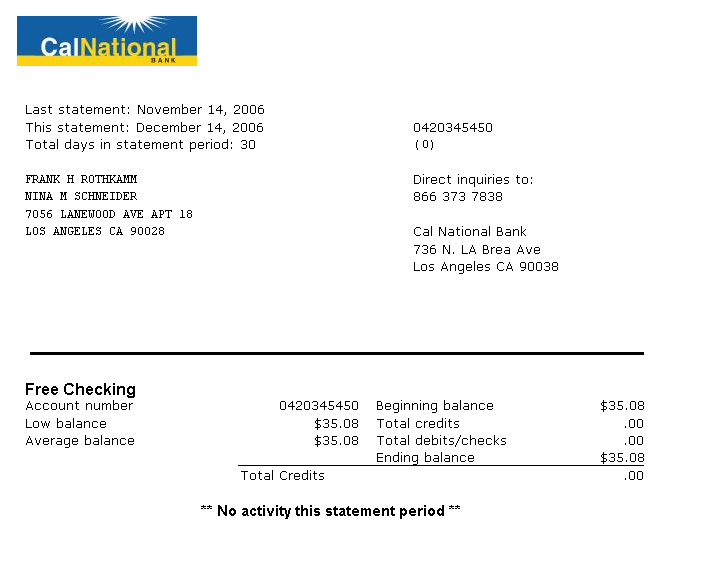 CalNational
BANK
Last statement: November 14, 2006
This statement: December 14, 2006
Total days in statement period: 30
0420345450
(0)
FRANK H ROTHKAMM
NINA M SCHNEIDER
7056 LANEWOOD AVE APT 18
LOS ANGELES CA 90028
Direct inquiries to:
866 373 7838
Cal National Bank
736 N. LA Brea Ave
Los Angeles CA 90038
Free Checking
Account number 0420345450 Beginning balance $35.08
Low balance $35.08 Total credits .00
Average balance $35.08 Total debits/checks .00
Ending balance $35.08
Total Credits .00
** No activity this statement period **